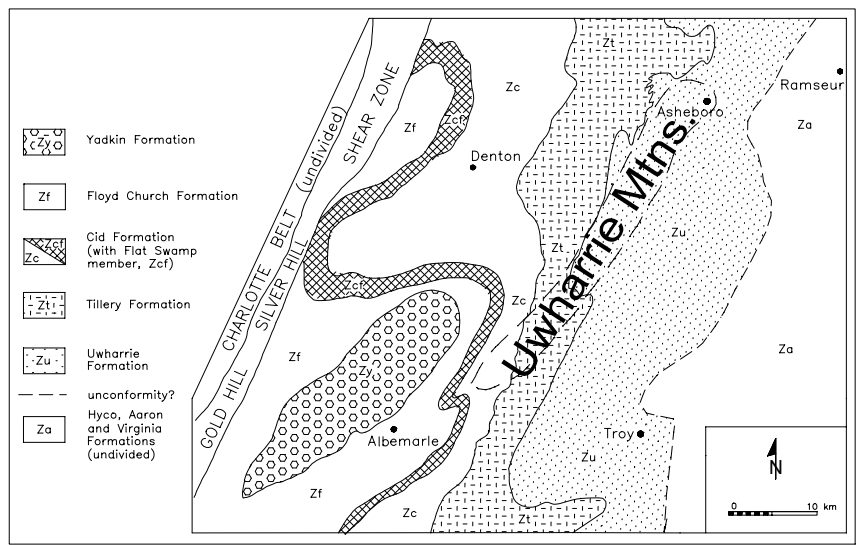 Zy
Yadkin Formation
Zf
Floyd Church Formation
Zcf
Zc
Cid Formation
(with Flat Swamp
member, Zcf)
Zt
Tillery Formation
Zu
Uwharrie
Formation
unconformity?
Za
Hyco, Aaron
and Virginia
Formations
(undivided)
CHARLOTTE BELT (undivided)
GOLD HILL
SILVER HILL
SHEAR ZONE
Zt
Zc
Ramseur
Asheboro
Zf
Zcf?
Za
Denton
Uwharrie Mtns.
Zu
Zt
Zcf
Zc
Zf
Za
Zy
Albemarle
Troy
Zu
Zf
Zc
Zt
N
0 10 km